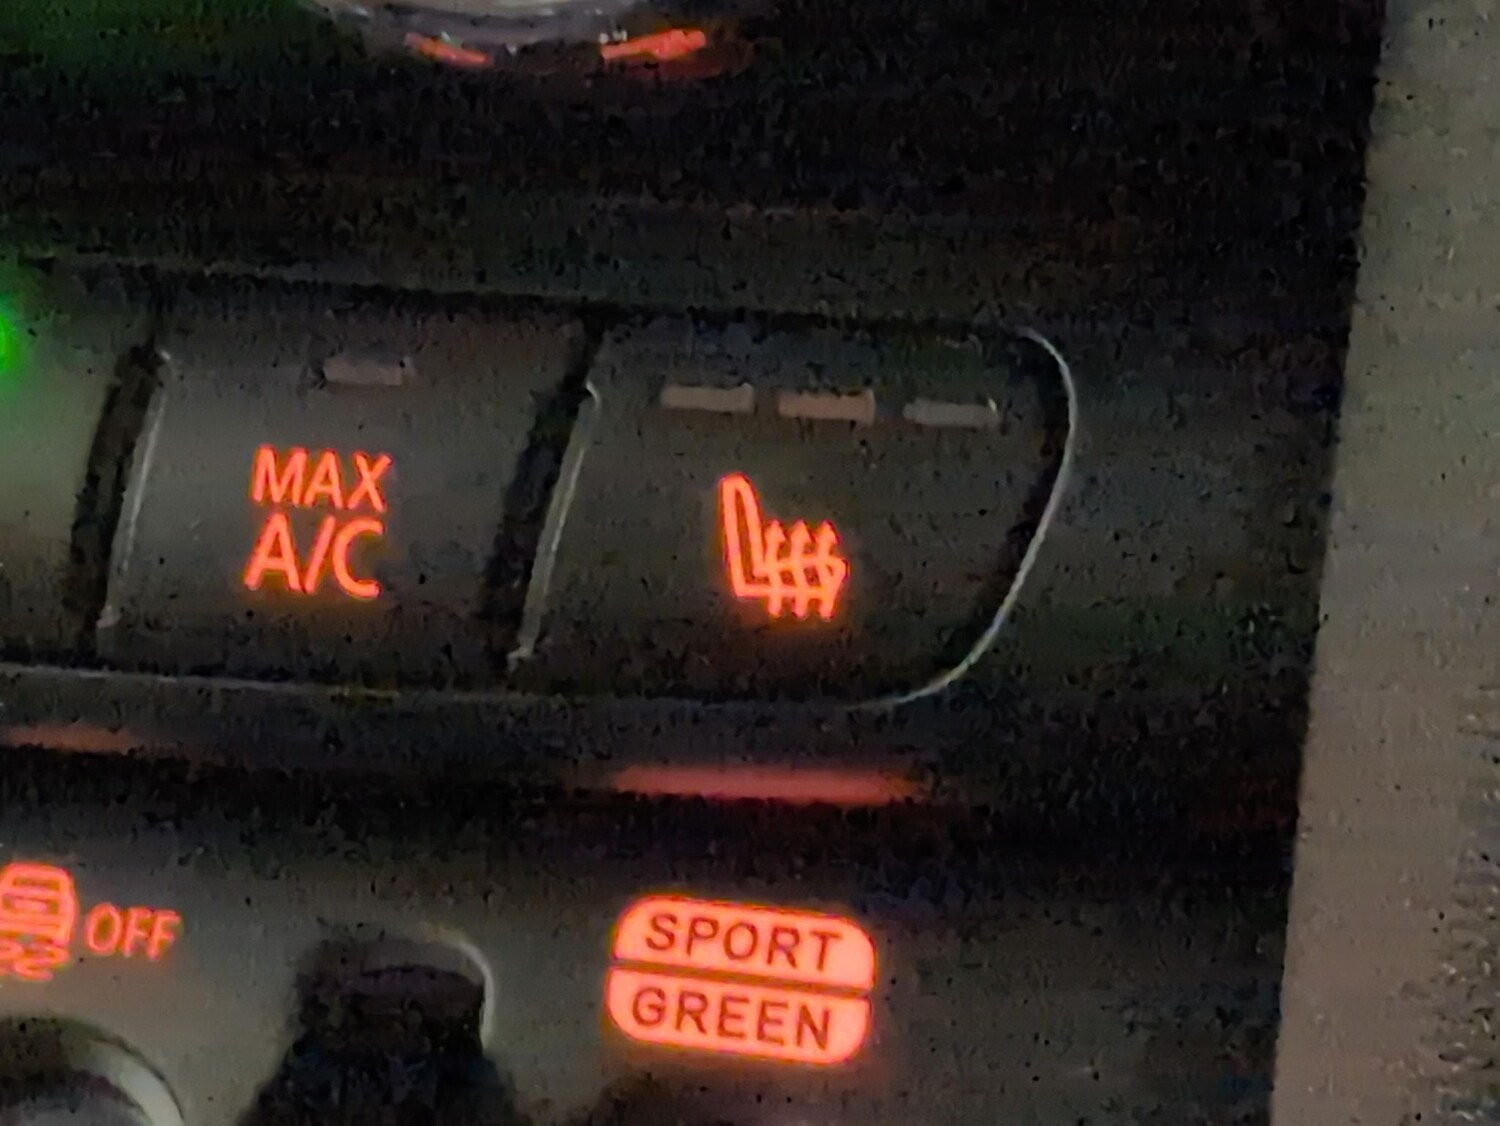 MAX
A/C
OFF
SPORT
GREEN